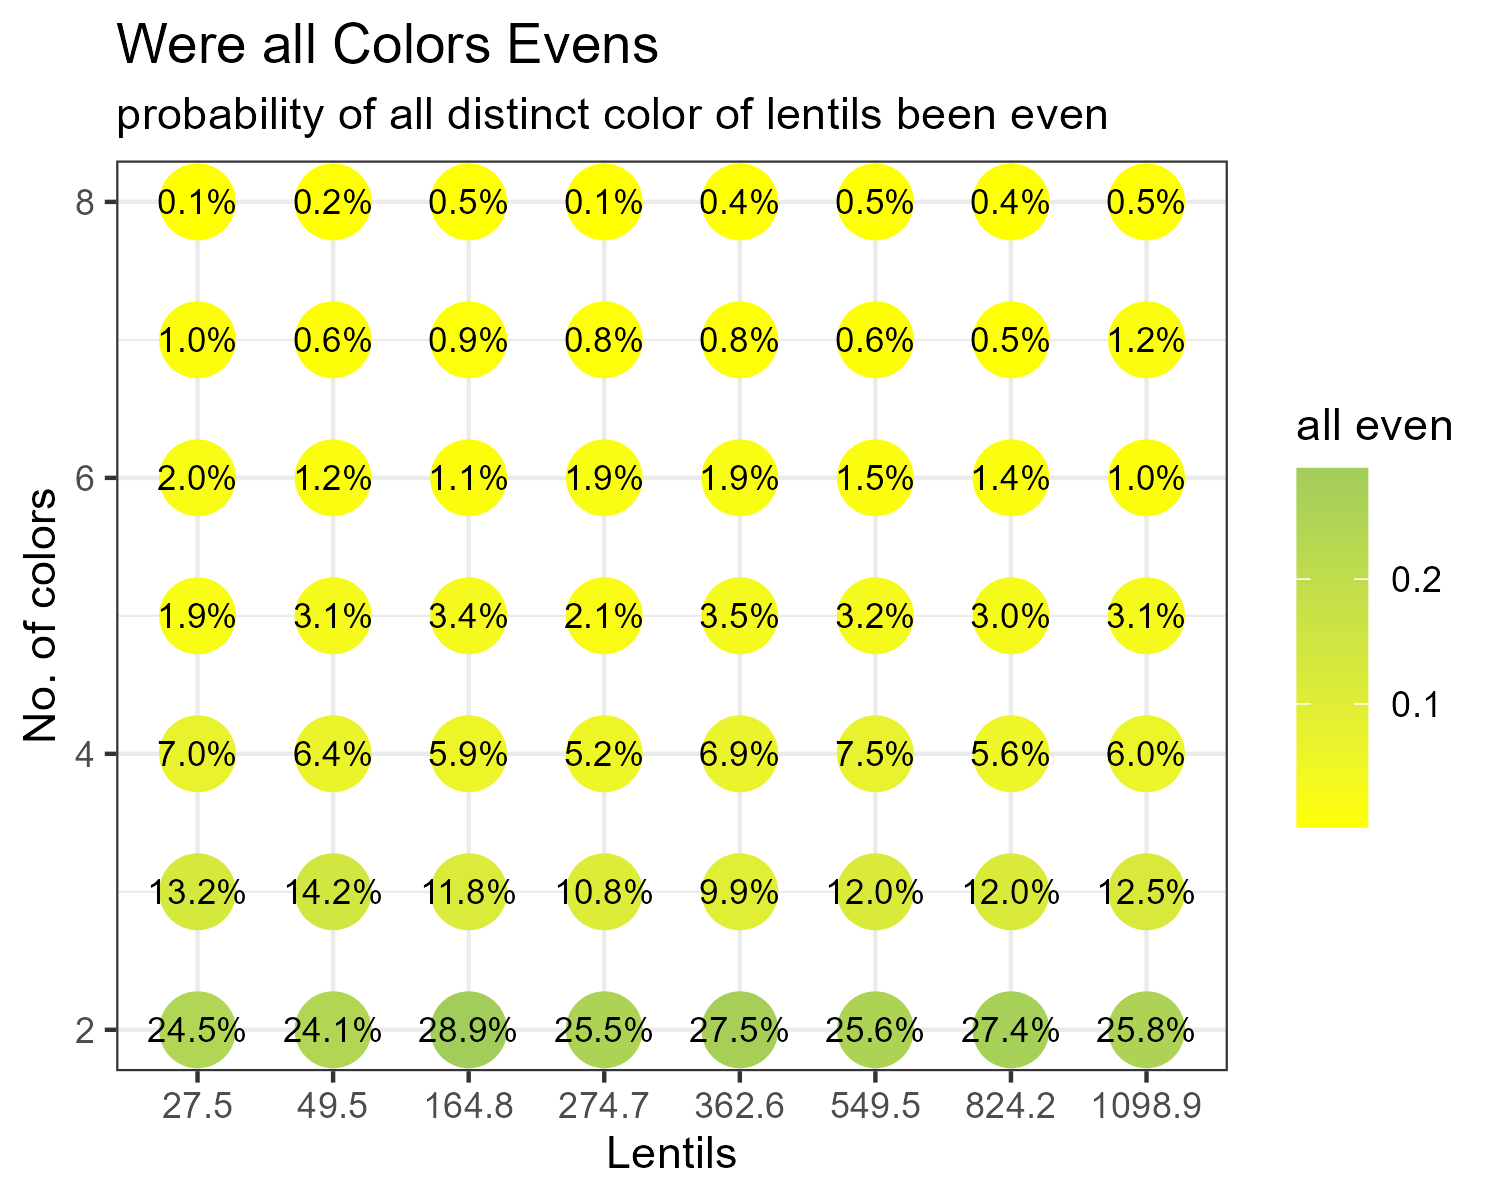 Were all Colors Evens
probability of all distinct color of lentils been even
8
0.1% 0.2% 0.5% 0.1% 0.4% 0.5% 0.4% 0.5%
1.0% 0.6% 0.9% 0.8% 0.8% 0.6% 0.5% 1.2%
6
2.0% 1.2% 1.1% 1.9% 1.9% 1.5% 1.4% 1.0%
1.9% 3.1% 3.4% 2.1% 3.5% 3.2% 3.0% 3.1%
4
7.0% 6.4% 5.9% 5.2% 6.9% 7.5% 5.6% 6.0%
13.2% 14.2% 11.8% 10.8% 9.9% 12.0% 12.0% 12.5%
2
24.5% 24.1% 28.9% 25.5% 27.5% 25.6% 27.4% 25.8%
27.5 49.5 164.8 274.7 362.6 549.5 824.2 1098.9
Lentils
No. of colors
all even
0.2
0.1